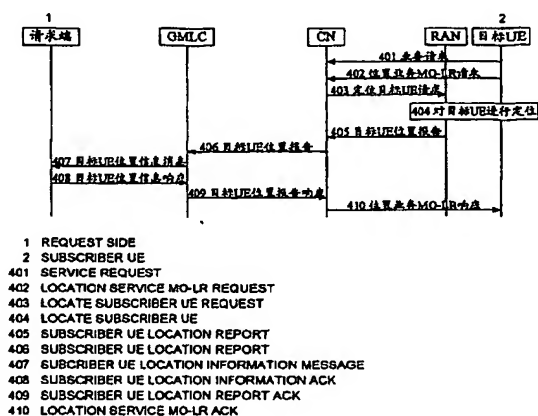 1
2
请求端
GMLC
CN
RAN
目标UE
401 业务请求
402 位置业务MO-LR请求
403 定位目标UE请求
404 对目标UE进行定位
405 目标UE位置报告
406 目标UE位置报告
407 目标UE位置信息消息
408 目标UE位置信息响应
409 目标UE位置报告响应
410 位置业务MO-LR响应
1 REQUEST SIDE
2 SUBSCRIBER UE
401 SERVICE REQUEST
402 LOCATION SERVICE MO-LR REQUEST
403 LOCATE SUBSCRIBER UE REQUEST
404 LOCATE SUBSCRIBER UE
405 SUBSCRIBER UE LOCATION REPORT
406 SUBSCRIBER UE LOCATION REPORT
407 SUBCRIBER UE LOCATION INFORMATION MESSAGE
408 SUBSCRIBER UE LOCATION INFORMATION ACK
409 SUBSCRIBER UE LOCATION REPORT ACK
410 LOCATION SERVICE MO-LR ACK